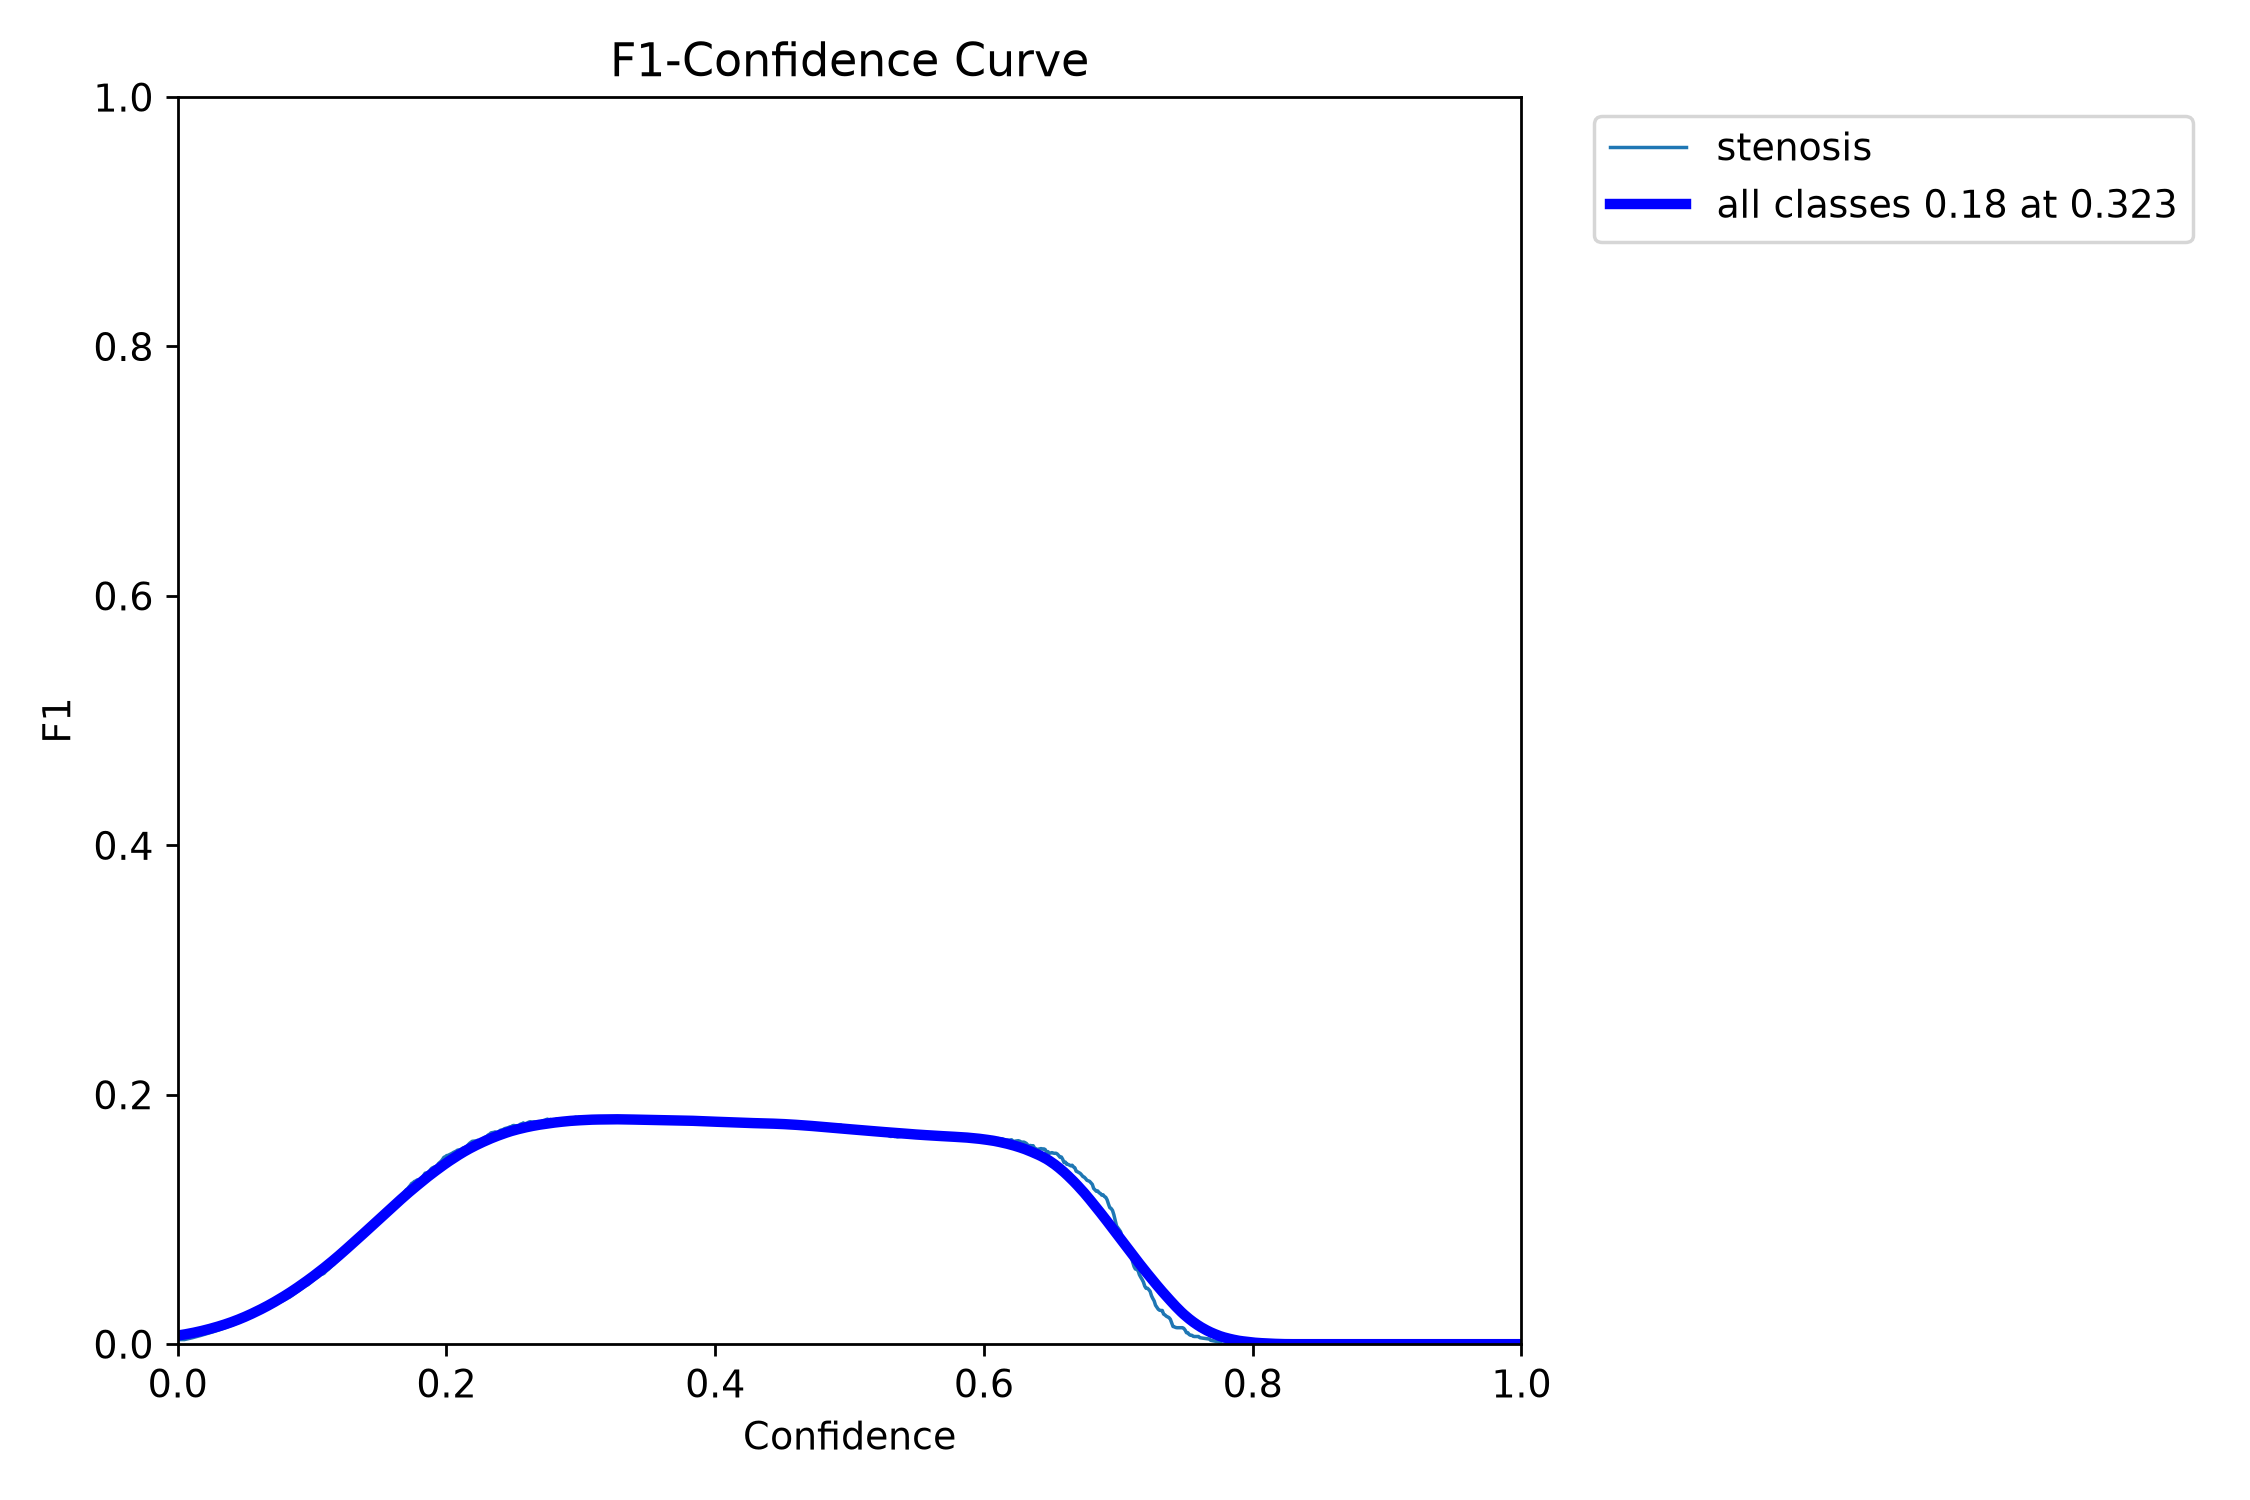 F1-Confidence Curve
1.0
0.8
0.6
0.4
0.2
0.0
F1
0.0 0.2 0.4 0.6 0.8 1.0
Confidence
stenosis
all classes 0.18 at 0.323